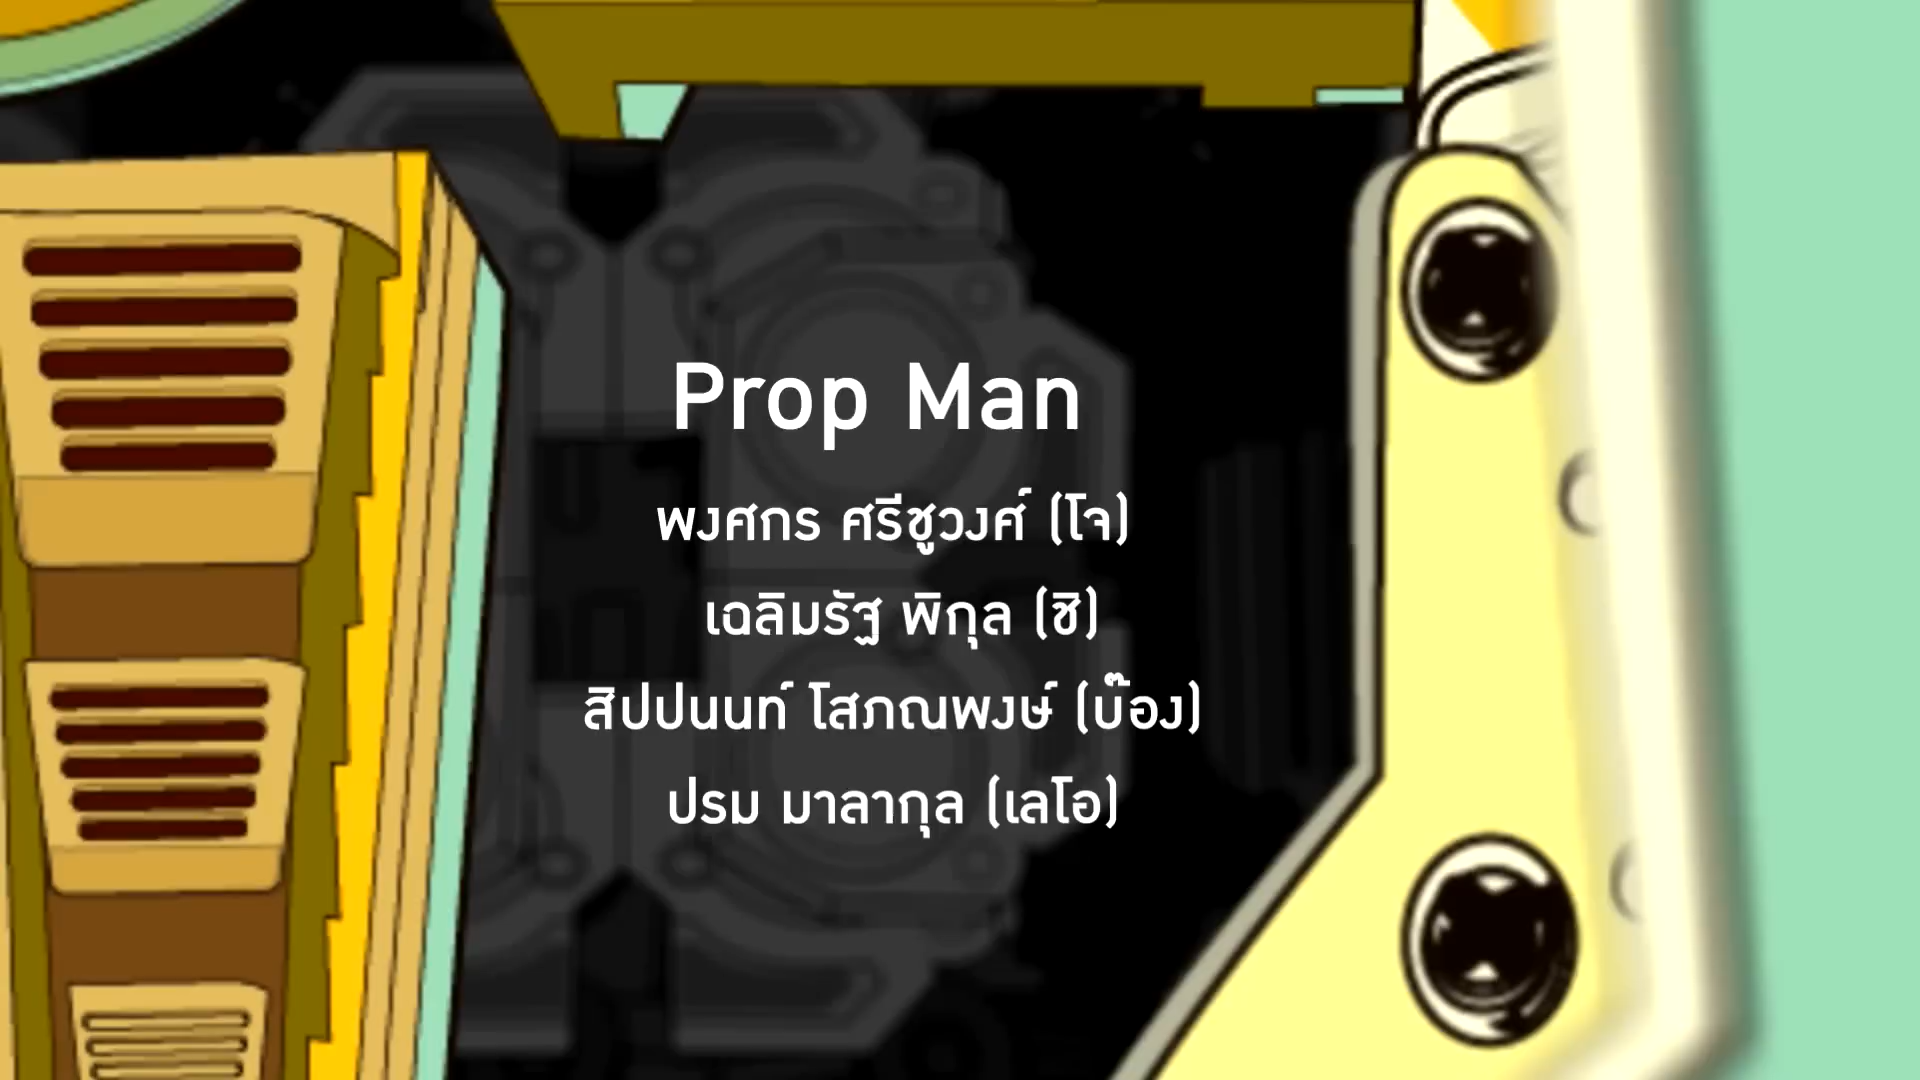 Prop Man
พงศกร ศรีชูวงศ์ (โจ)
เฉลิมรัฐ พิกุล (ชิ)
สิปปนนท์ โสภณพงษ์ (บ๊อง)
ปรม มาลากุล (เลโอ)